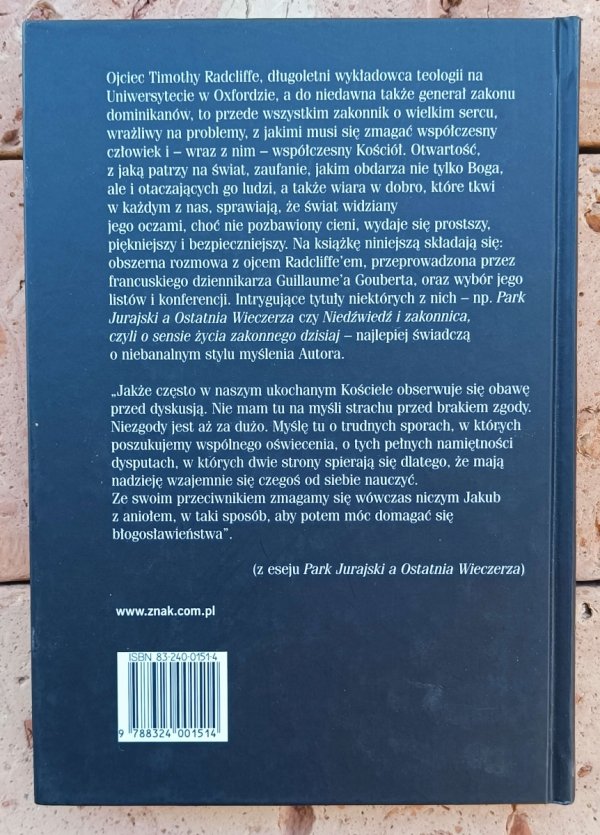 Ojciec Timothy Radcliffe, długoletni wykładowca teologii na
Uniwersytecie w Oxfordzie, a do niedawna także generał zakonu
dominikanów, to przede wszystkim zakonnik o wielkim sercu,
wrażliwy na problemy, z jakimi musi się zmagać współczesny
człowiek i – wraz z nim – współczesny Kościół. Otwartość,
z jaką patrzy na świat, zaufanie, jakim obdarza nie tylko Boga,
ale i otaczających go ludzi, a także wiara w dobro, które tkwi
w każdym z nas, sprawiają, że świat widziany
jego oczami, choć nie pozbawiony cieni, wydaje się prostszy,
piękniejszy i bezpieczniejszy. Na książkę niniejszą składają się:
obszerna rozmowa z ojcem Radcliffe'em, przeprowadzona przez
francuskiego dziennikarza Guillaume'a Gouberta, oraz wybór jego
listów i konferencji. Intrygujące tytuły niektórych z nich – np. Park
Jurajski a Ostatnia Wieczerza czy Niedźwiedź i zakonnica,
czyli o sensie życia zakonnego dzisiaj – najlepiej świadczą
o niebanalnym stylu myślenia Autora.
„Jakże często w naszym ukochanym Kościele obserwuje się obawę
przed dyskusją. Nie mam tu na myśli strachu przed brakiem zgody.
Niezgody jest aż za dużo. Myślę tu o trudnych sporach, w których
poszukujemy wspólnego oświecenia, o tych pełnych namiętności
dysputach, w których dwie strony spierają się dlatego, że mają
nadzieję wzajemnie się czegoś od siebie nauczyć.
Ze swoim przeciwnikiem zmagamy się wówczas niczym Jakub
z aniołem, w taki sposób, aby potem móc domagać się
błogosławieństwa”.
(z eseju Park Jurajski a Ostatnia Wieczerza)
www.znak.com.pl
ISBN 83-240-0151-4
9 788324 001514